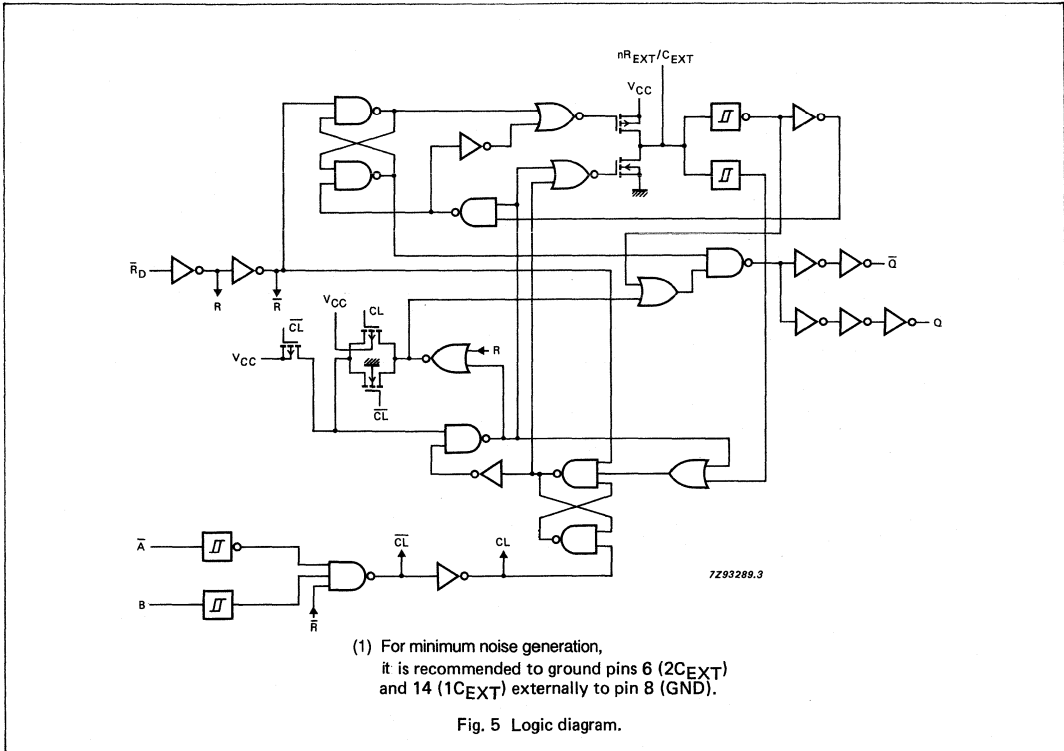 nR_EXT/C_EXT
V_CC
R̅_D
R
R̅
Q̅
Q
V_CC
CL
C̅L̅
V_CC
R
C̅L̅
A̅
C̅L̅
CL
B
R̅
7Z93289.3
(1) For minimum noise generation,
it is recommended to ground pins 6 (2C_EXT)
and 14 (1C_EXT) externally to pin 8 (GND).
Fig. 5 Logic diagram.